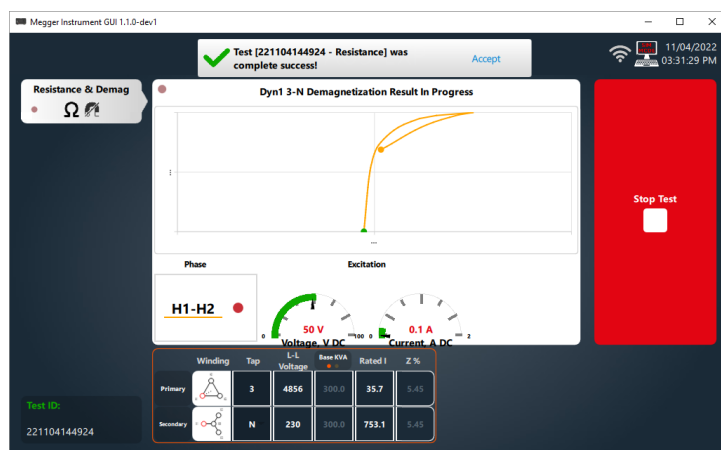 Megger Instrument GUI 1.1.0-dev1
Test [221104144924 - Resistance] was
complete success!
Accept
11/04/2022
03:31:29 PM
Resistance & Demag
Ω
Dyn1 3-N Demagnetization Result In Progress
...
...
Stop Test
Phase
Excitation
H1-H2
0
50 V
100
Voltage, V DC
0
0.1 A
2
Current, A DC
Winding Tap L-L Voltage Base KVA Rated I Z %
Primary 3 4856 300.0 35.7 5.45
Secondary N 230 300.0 753.1 5.45
Test ID:
221104144924